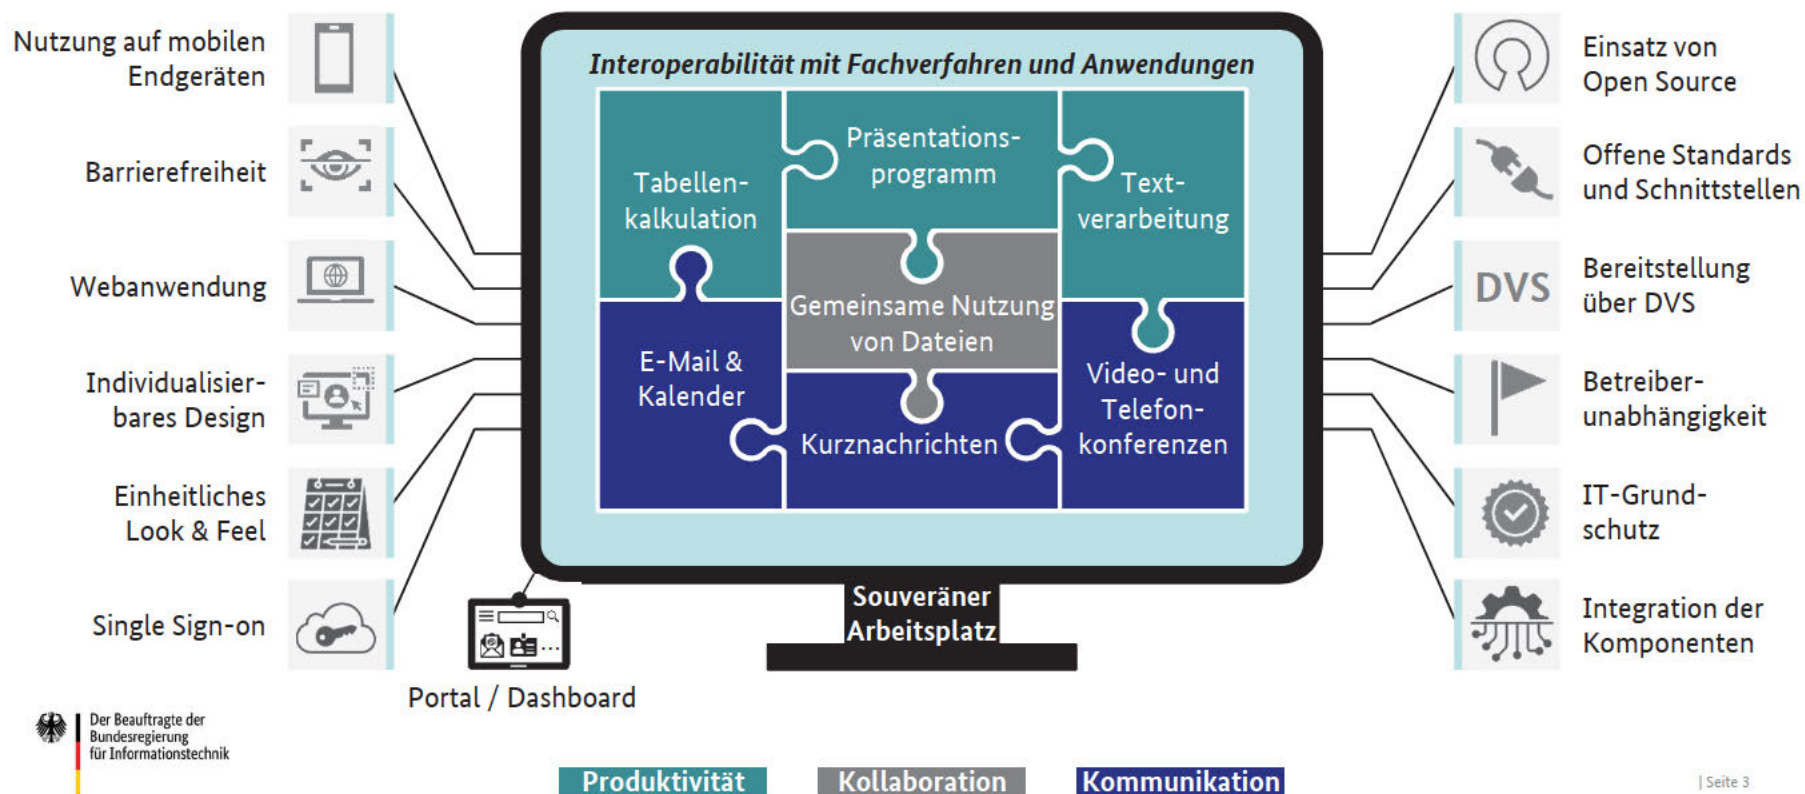 Nutzung auf mobilen
Endgeräten
Barrierefreiheit
Webanwendung
Individualisier-
bares Design
Einheitliches
Look & Feel
Single Sign-on
Interoperabilität mit Fachverfahren und Anwendungen
Tabellen-
kalkulation
Präsentations-
programm
Text-
verarbeitung
Gemeinsame Nutzung
von Dateien
E-Mail &
Kalender
Kurznachrichten
Video- und
Telefon-
konferenzen
Souveräner
Arbeitsplatz
Portal / Dashboard
Einsatz von
Open Source
Offene Standards
und Schnittstellen
DVS
Bereitstellung
über DVS
Betreiber-
unabhängigkeit
IT-Grund-
schutz
Integration der
Komponenten
Der Beauftragte der
Bundesregierung
für Informationstechnik
Produktivität
Kollaboration
Kommunikation
| Seite 3